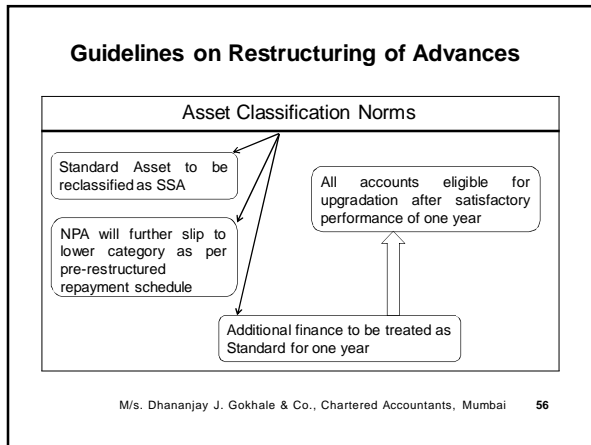 Guidelines on Restructuring of Advances
Asset Classification Norms
Standard Asset to be
reclassified as SSA
NPA will further slip to
lower category as per
pre-restructured
repayment schedule
All accounts eligible for
upgradation after satisfactory
performance of one year
Additional finance to be treated as
Standard for one year
M/s. Dhananjay J. Gokhale & Co., Chartered Accountants, Mumbai 56